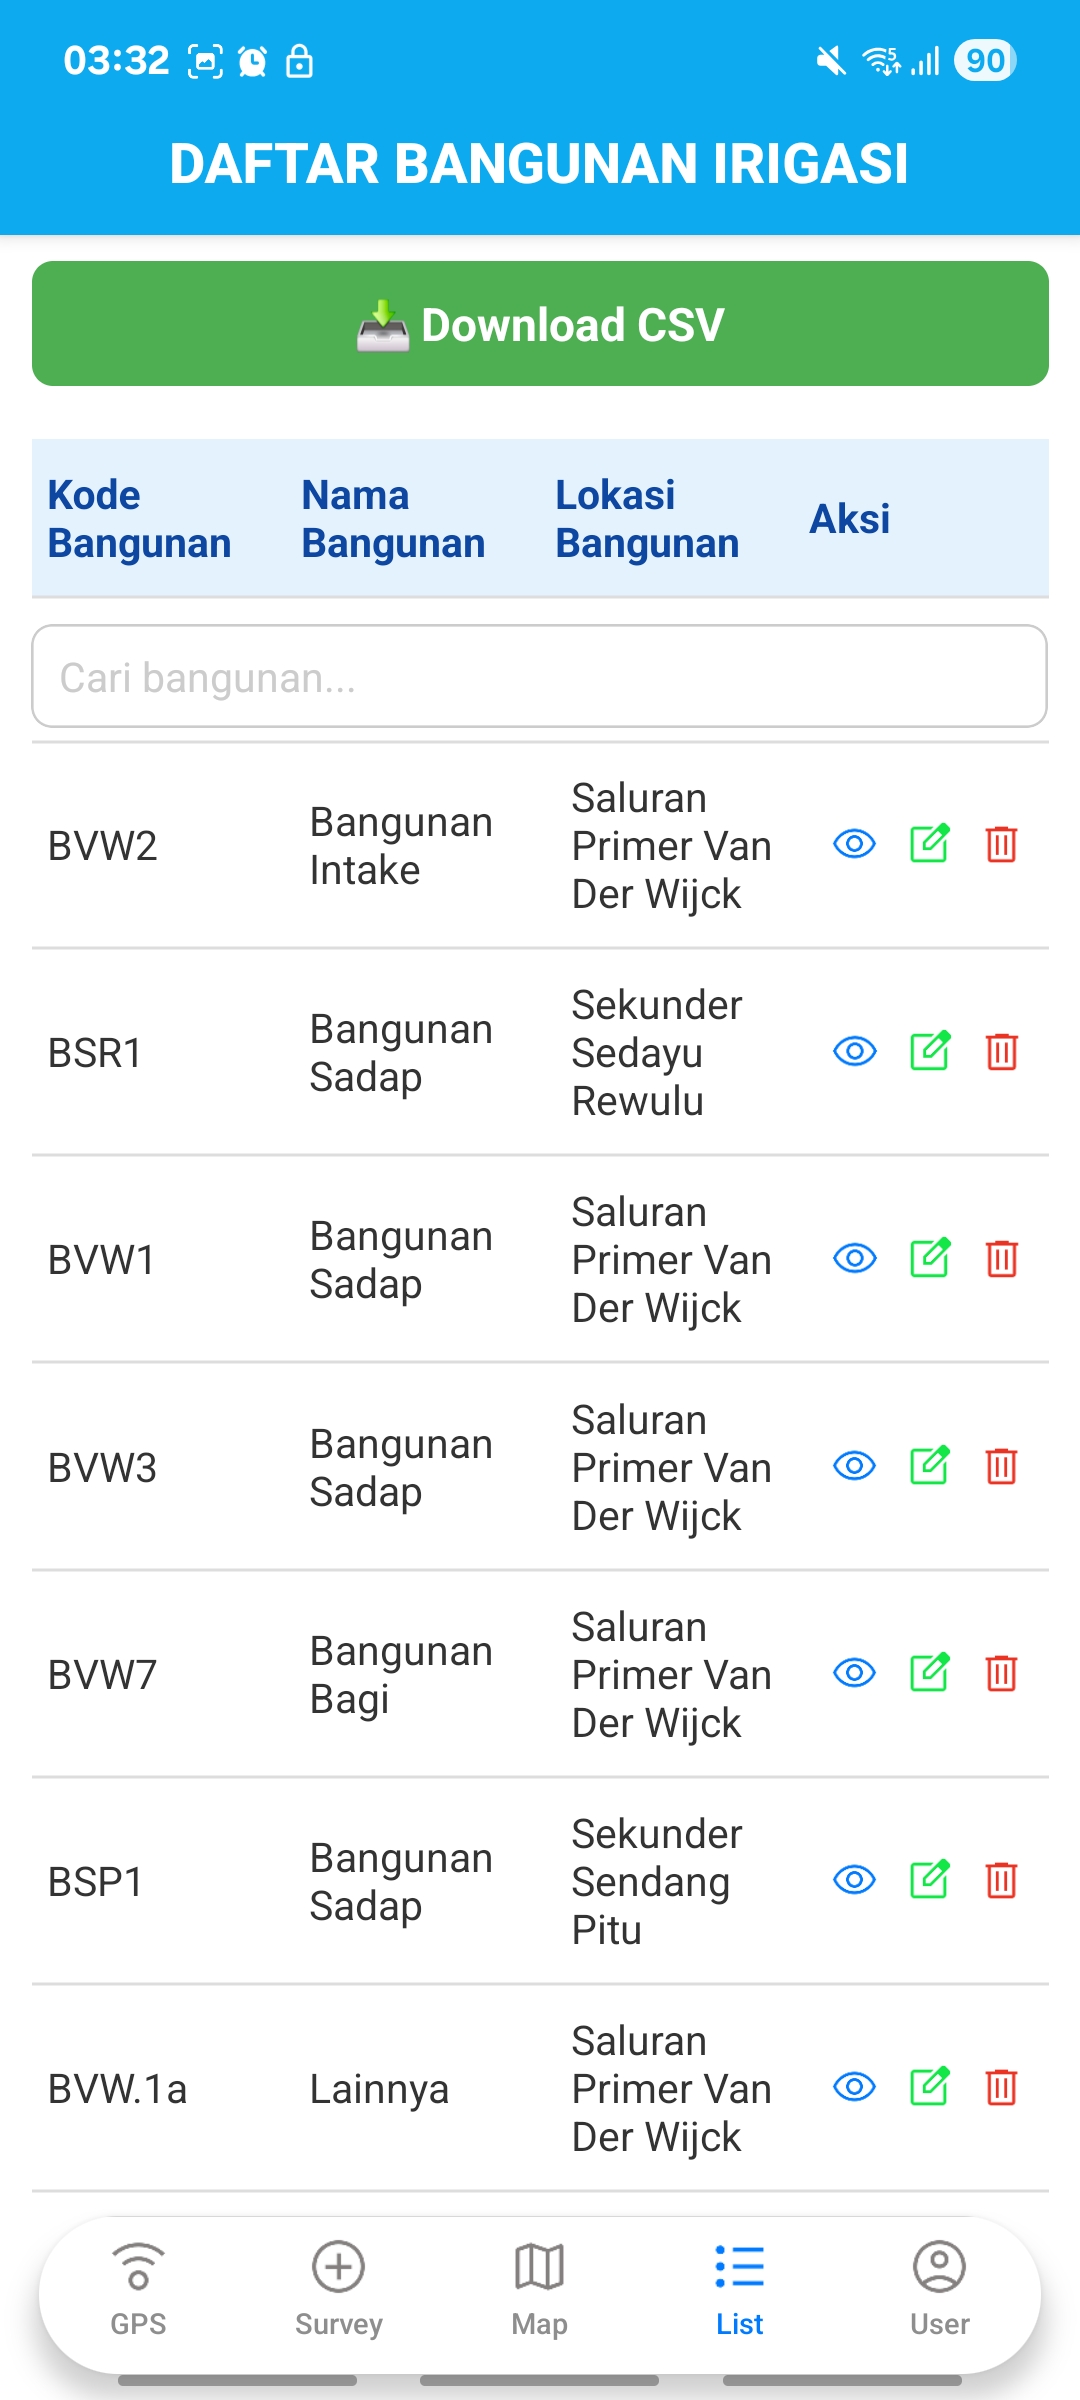 03:32
5
90
DAFTAR BANGUNAN IRIGASI
Download CSV
Kode
Bangunan
Nama
Bangunan
Lokasi
Bangunan
Aksi
Cari bangunan...
BVW2
Bangunan
Intake
Saluran
Primer Van
Der Wijck
BSR1
Bangunan
Sadap
Sekunder
Sedayu
Rewulu
BVW1
Bangunan
Sadap
Saluran
Primer Van
Der Wijck
BVW3
Bangunan
Sadap
Saluran
Primer Van
Der Wijck
BVW7
Bangunan
Bagi
Saluran
Primer Van
Der Wijck
BSP1
Bangunan
Sadap
Sekunder
Sendang
Pitu
BVW.1a
Lainnya
Saluran
Primer Van
Der Wijck
GPS
Survey
Map
List
User